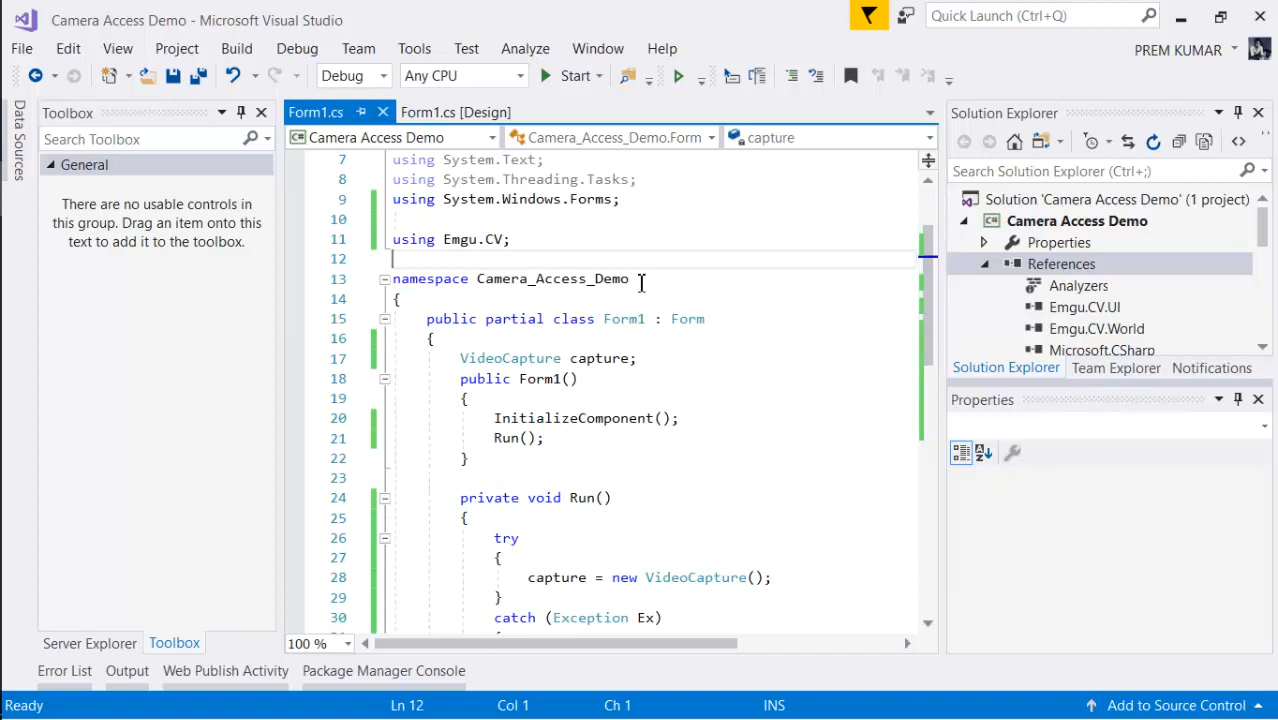 Camera Access Demo - Microsoft Visual Studio
Quick Launch (Ctrl+Q)
File Edit View Project Build Debug Team Tools Test Analyze Window Help
PREM KUMAR
Debug Any CPU Start
Data Sources
Toolbox
Search Toolbox
General
There are no usable controls in
this group. Drag an item onto this
text to add it to the toolbox.
Server Explorer Toolbox
Form1.cs Form1.cs [Design]
Camera Access Demo Camera_Access_Demo.Form capture
7 using System.Text;
8 using System.Threading.Tasks;
9 using System.Windows.Forms;
10
11 using Emgu.CV;
12
13 namespace Camera_Access_Demo
14 {
15 public partial class Form1 : Form
16 {
17 VideoCapture capture;
18 public Form1()
19 {
20 InitializeComponent();
21 Run();
22 }
23
24 private void Run()
25 {
26 try
27 {
28 capture = new VideoCapture();
29 }
30 catch (Exception Ex)
100 %
Solution Explorer
Search Solution Explorer (Ctrl+;)
Solution 'Camera Access Demo' (1 project)
Camera Access Demo
Properties
References
Analyzers
Emgu.CV.UI
Emgu.CV.World
Microsoft.CSharp
Solution Explorer Team Explorer Notifications
Properties
Error List Output Web Publish Activity Package Manager Console
Ready Ln 12 Col 1 Ch 1 INS Add to Source Control